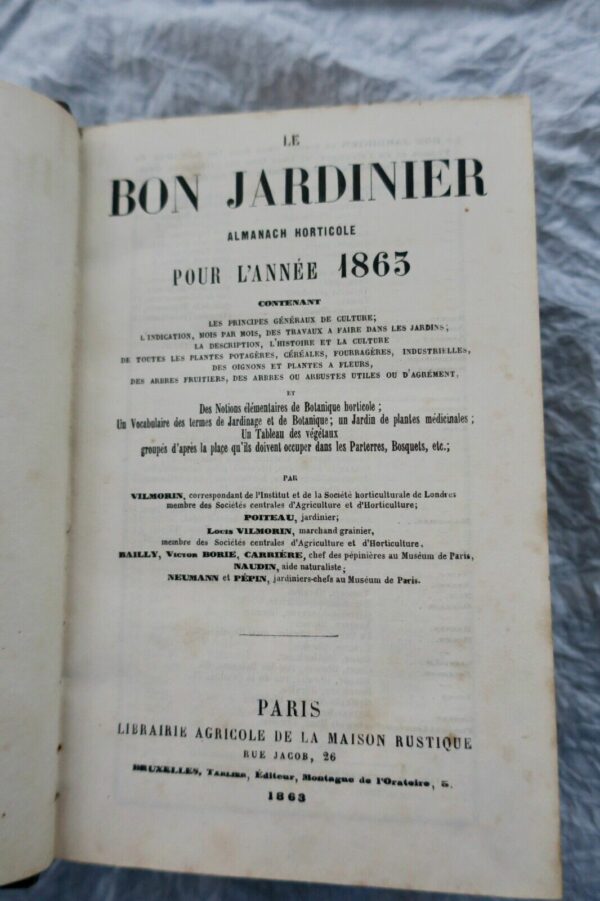 LE
BON JARDINIER
ALMANACH HORTICOLE
POUR L'ANNÉE 1863
CONTENANT
LES PRINCIPES GÉNÉRAUX DE CULTURE;
L'INDICATION, MOIS PAR MOIS, DES TRAVAUX A FAIRE DANS LES JARDINS;
LA DESCRIPTION, L'HISTOIRE ET LA CULTURE
DE TOUTES LES PLANTES POTAGÈRES, CÉRÉALES, FOURRAGÈRES, INDUSTRIELLES,
DES OIGNONS ET PLANTES A FLEURS,
DES ARBRES FRUITIERS, DES ARBRES OU ARBUSTES UTILES OU D'AGRÉMENT,
ET
Des Notions élémentaires de Botanique horticole;
Un Vocabulaire des termes de Jardinage et de Botanique; un Jardin de plantes médicinales;
Un Tableau des végétaux
groupés d'après la place qu'ils doivent occuper dans les Parterres, Bosquets, etc.;
PAR
VILMORIN, correspondant de l'Institut et de la Société horticulturale de Londres
membre des Sociétés centrales d'Agriculture et d'Horticulture;
POITEAU, jardinier;
Louis VILMORIN, marchand grainier,
membre des Sociétés centrales d'Agriculture et d'Horticulture,
BAILLY, Victor BORIE, CARRIÈRE, chef des pépinières au Muséum de Paris,
NAUDIN, aide naturaliste;
NEUMANN et PÉPIN, jardiniers-chefs au Muséum de Paris.
PARIS
LIBRAIRIE AGRICOLE DE LA MAISON RUSTIQUE
RUE JACOB, 26
BRUXELLES, Tarlier, Éditeur, Montagne de l'Oratoire, 5.
1863